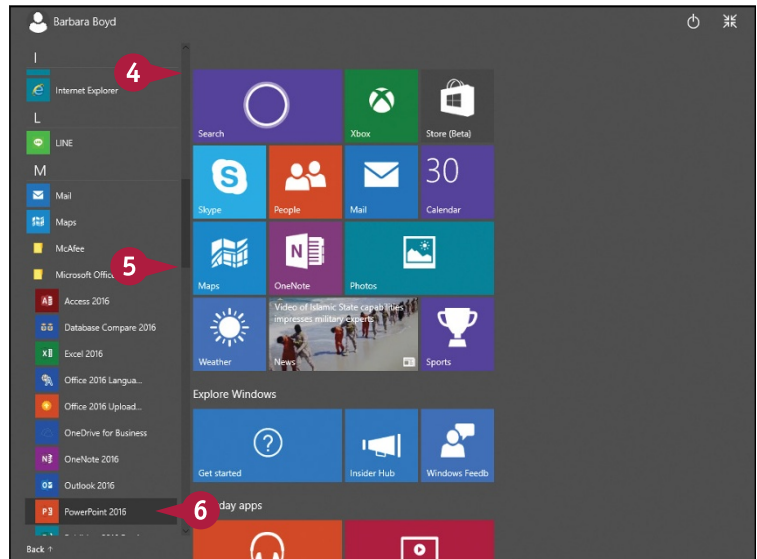 Barbara Boyd
I
Internet Explorer
L
LINE
M
Mail
Maps
McAfee
Microsoft Offic
Access 2016
Database Compare 2016
Excel 2016
Office 2016 Langua...
Office 2016 Upload...
OneDrive for Business
OneNote 2016
Outlook 2016
PowerPoint 2016
Back ↑
4
5
6
Search
Xbox
Store (Beta)
Skype
People
Mail
30
Calendar
Maps
OneNote
Photos
Weather
Video of Islamic State capabilities
impresses military experts
News
Sports
Explore Windows
Get started
Insider Hub
Windows Feedb
day apps